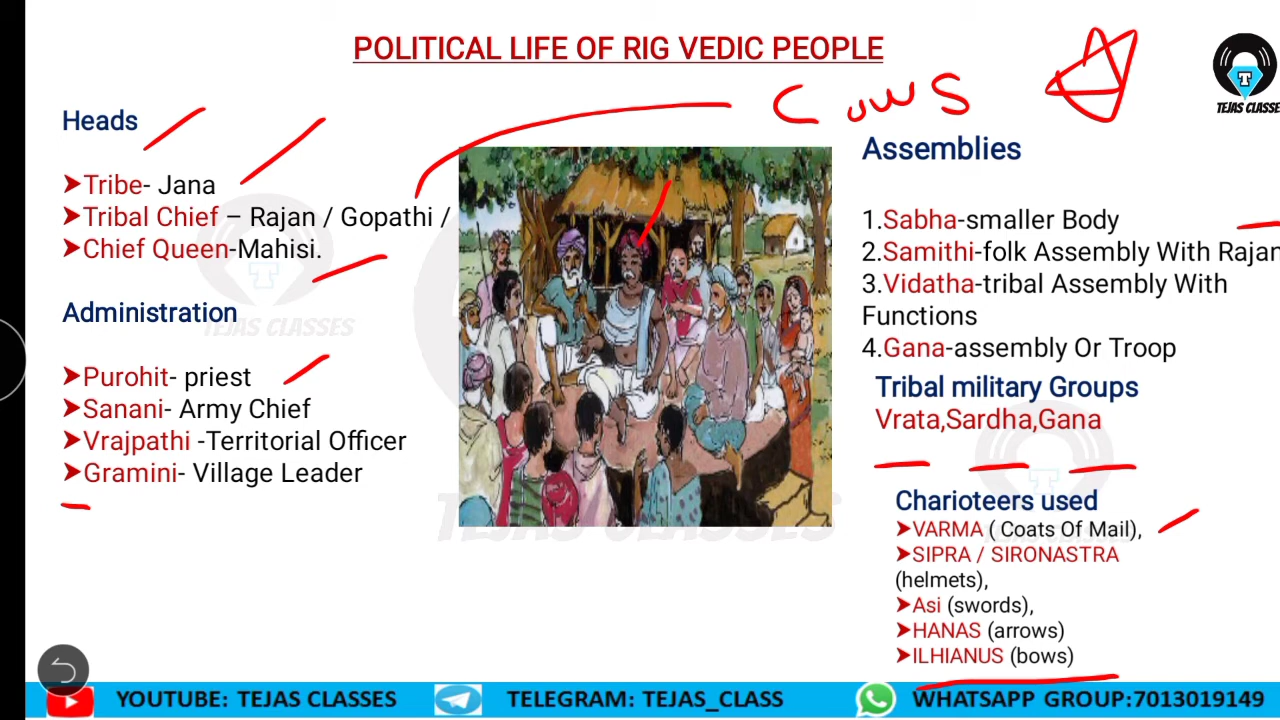 POLITICAL LIFE OF RIG VEDIC PEOPLE
Cows
T
TEJAS CLASSE
Heads
➤Tribe- Jana
➤Tribal Chief – Rajan / Gopathi /
➤Chief Queen-Mahisi.
Administration
TEJAS CLASSES
➤Purohit- priest
➤Sanani- Army Chief
➤Vrajpathi -Territorial Officer
➤Gramini- Village Leader
Assemblies
1.Sabha-smaller Body
2.Samithi-folk Assembly With Rajan
3.Vidatha-tribal Assembly With
Functions
4.Gana-assembly Or Troop
Tribal military Groups
Vrata,Sardha,Gana
Charioteers used
➤VARMA ( Coats Of Mail),
➤SIPRA / SIRONASTRA
(helmets),
➤Asi (swords),
➤HANAS (arrows)
➤ILHIANUS (bows)
TEJAS CLASSES
YOUTUBE: TEJAS CLASSES
TELEGRAM: TEJAS_CLASS
WHATSAPP GROUP:7013019149